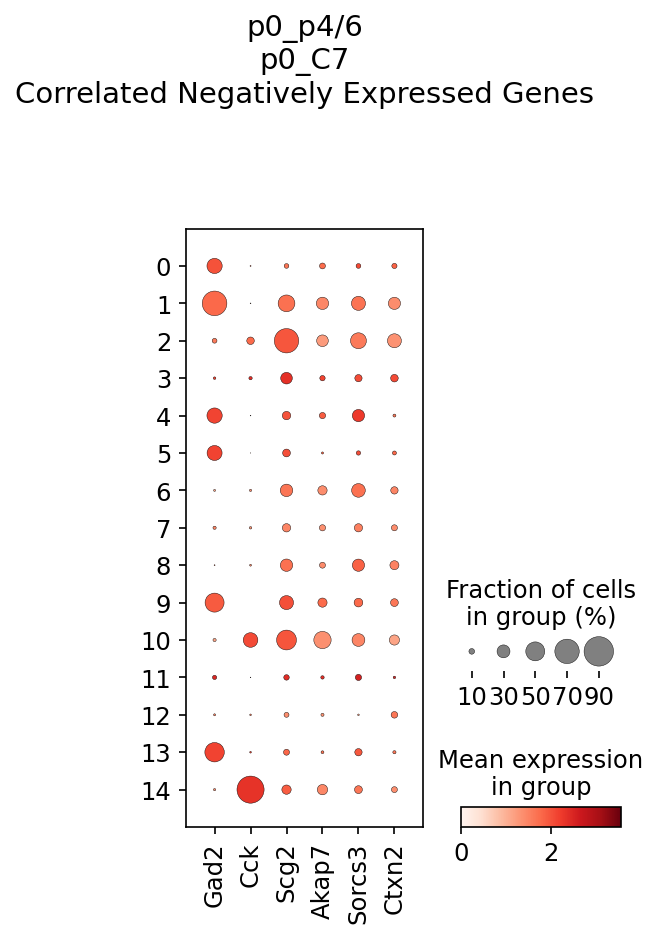 p0_p4/6
p0_C7
Correlated Negatively Expressed Genes
0
1
2
3
4
5
6
7
8
9
10
11
12
13
14
Gad2
Cck
Scg2
Akap7
Sorcs3
Ctxn2
Fraction of cells
in group (%)
10 30 50 70 90
Mean expression
in group
0 2